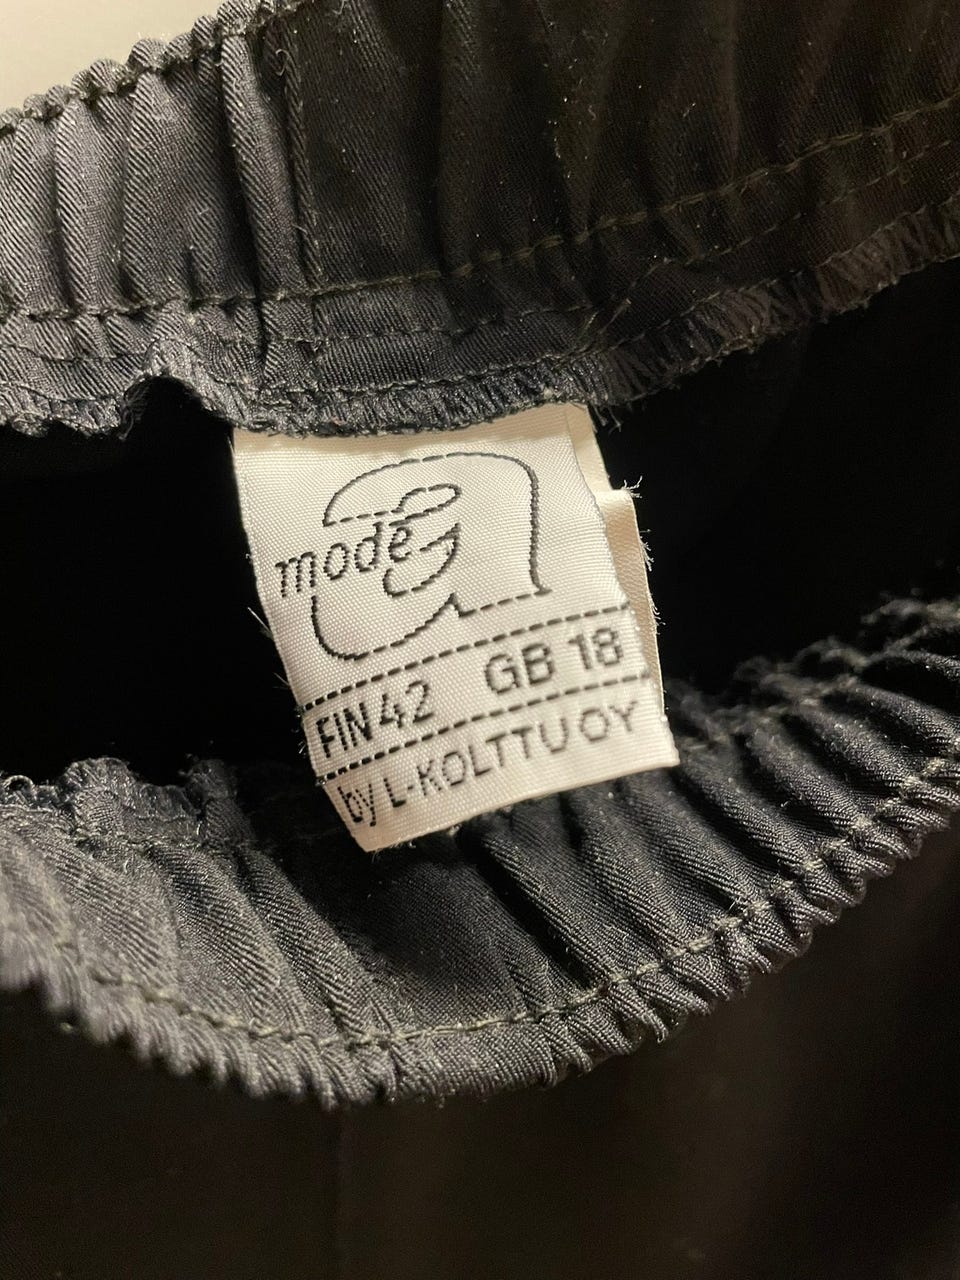 a
mode
FIN 42 GB 18
by L-KOLTTU OY